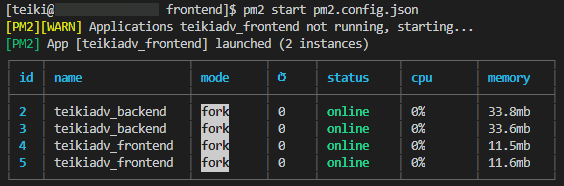 [teiki@ frontend]$ pm2 start pm2.config.json
[PM2][WARN] Applications teikiadv_frontend not running, starting...
[PM2] App [teikiadv_frontend] launched (2 instances)
id name mode ↺ status cpu memory
2 teikiadv_backend fork 0 online 0% 33.8mb
3 teikiadv_backend fork 0 online 0% 33.6mb
4 teikiadv_frontend fork 0 online 0% 11.5mb
5 teikiadv_frontend fork 0 online 0% 11.6mb